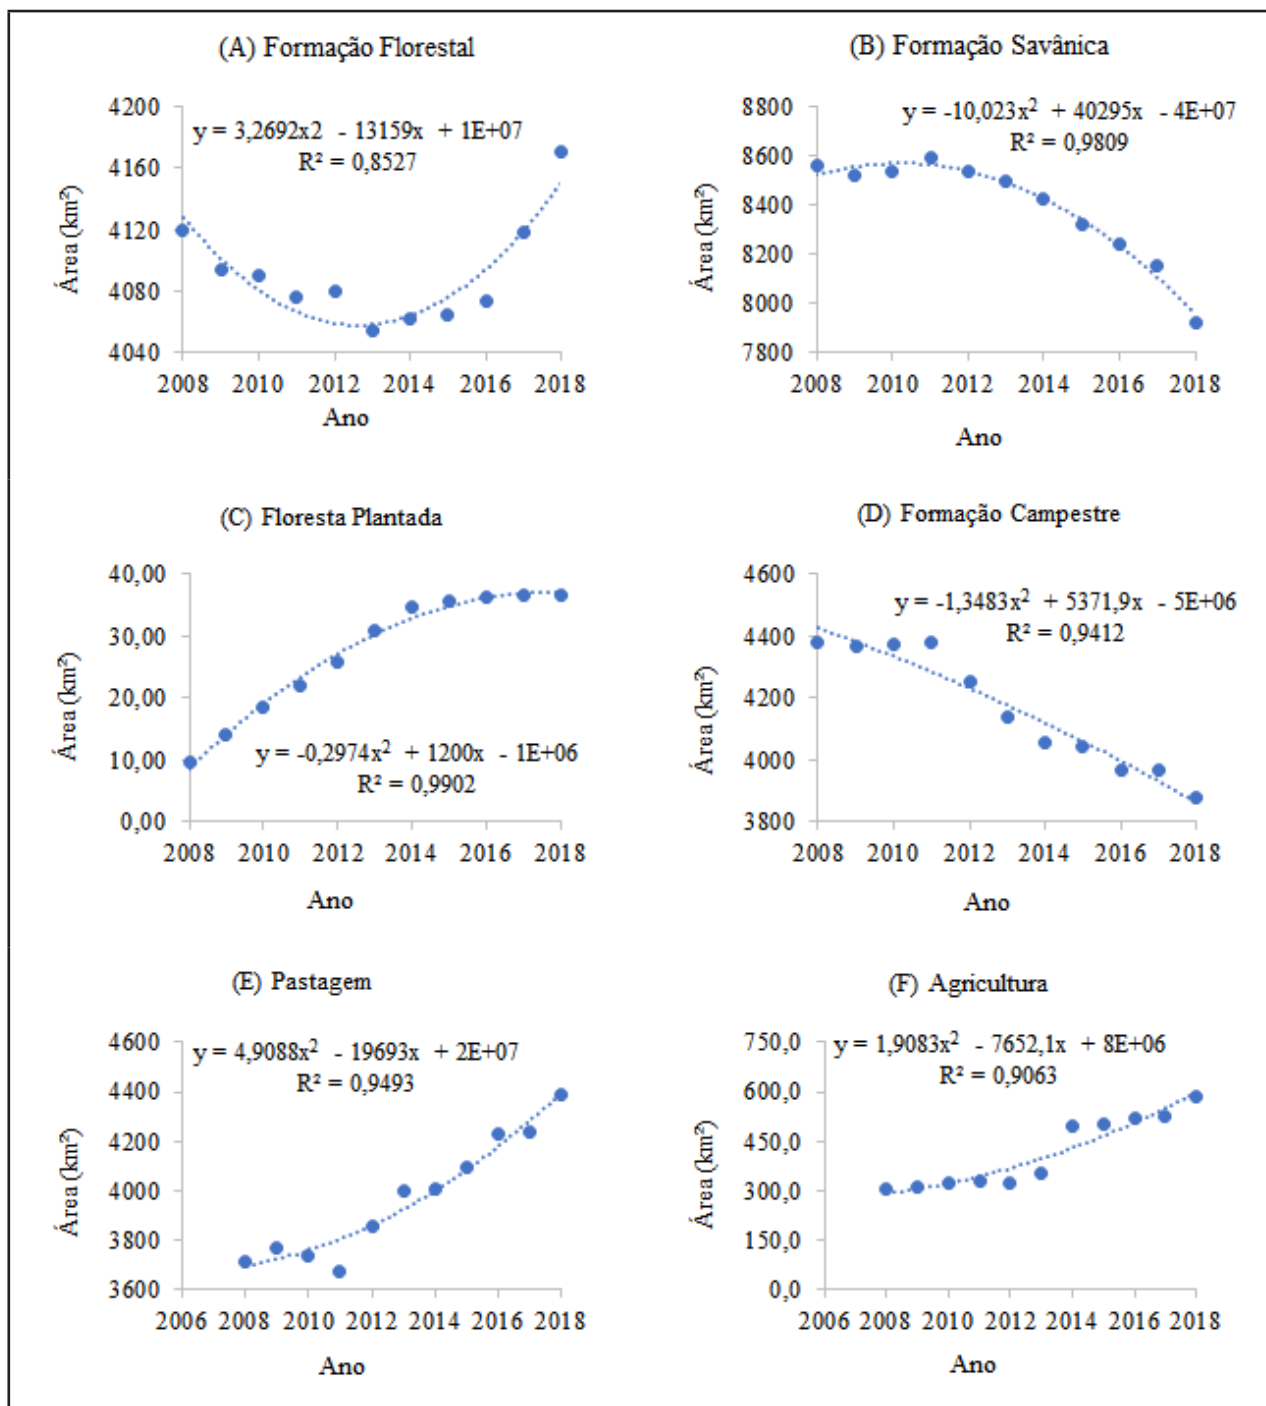 (A) Formação Florestal
4200
4160
4120
4080
4040
y = 3,2692x2 - 13159x + 1E+07
R² = 0,8527
Área (km²)
2008 2010 2012 2014 2016 2018
Ano
(B) Formação Savânica
8800
8600
8400
8200
8000
7800
y = -10,023x² + 40295x - 4E+07
R² = 0,9809
Área (km²)
2008 2010 2012 2014 2016 2018
Ano
(C) Floresta Plantada
40,00
30,00
20,00
10,00
0,00
y = -0,2974x² + 1200x - 1E+06
R² = 0,9902
Área (km²)
2008 2010 2012 2014 2016 2018
Ano
(D) Formação Campestre
4600
4400
4200
4000
3800
y = -1,3483x² + 5371,9x - 5E+06
R² = 0,9412
Área (km²)
2008 2010 2012 2014 2016 2018
Ano
(E) Pastagem
4600
4400
4200
4000
3800
3600
y = 4,9088x² - 19693x + 2E+07
R² = 0,9493
Área (km²)
2006 2008 2010 2012 2014 2016 2018
Ano
(F) Agricultura
750,0
600,0
450,0
300,0
150,0
0,0
y = 1,9083x² - 7652,1x + 8E+06
R² = 0,9063
Área (km²)
2006 2008 2010 2012 2014 2016 2018
Ano